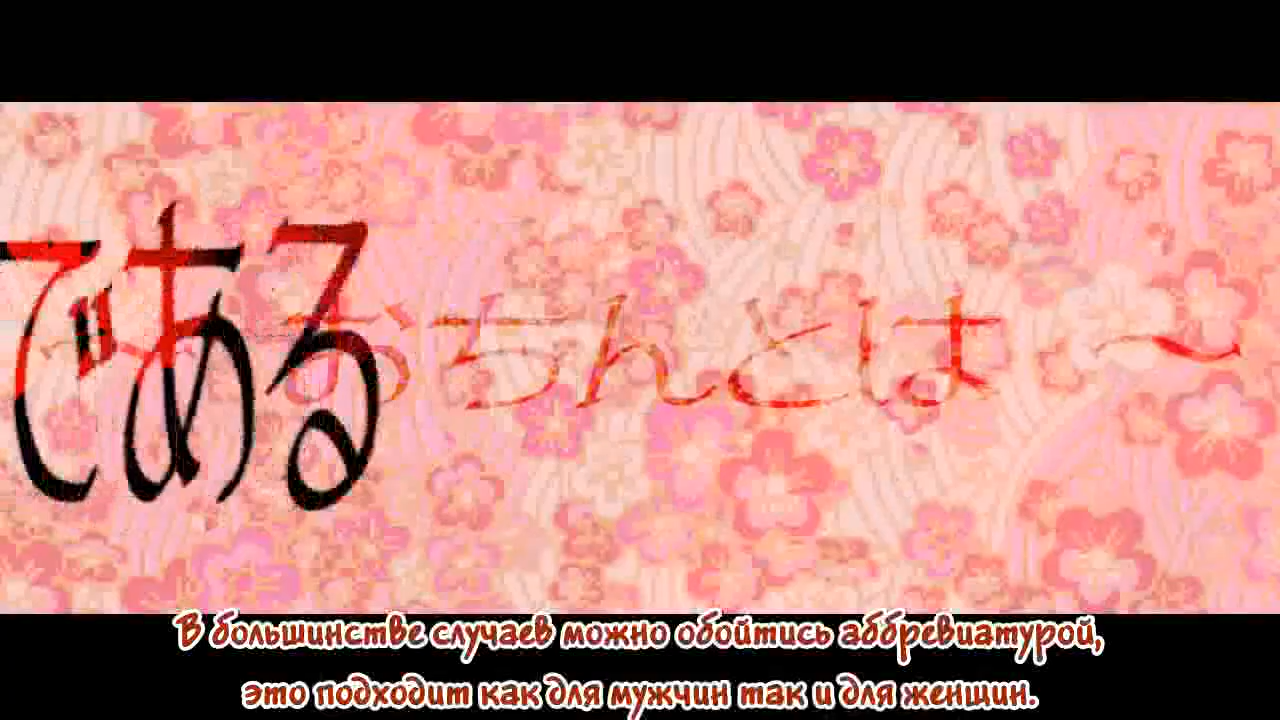 である
おちんとは ～
В большинстве случаев можно обойтись аббревиатурой,
это подходит как для мужчин так и для женщин.